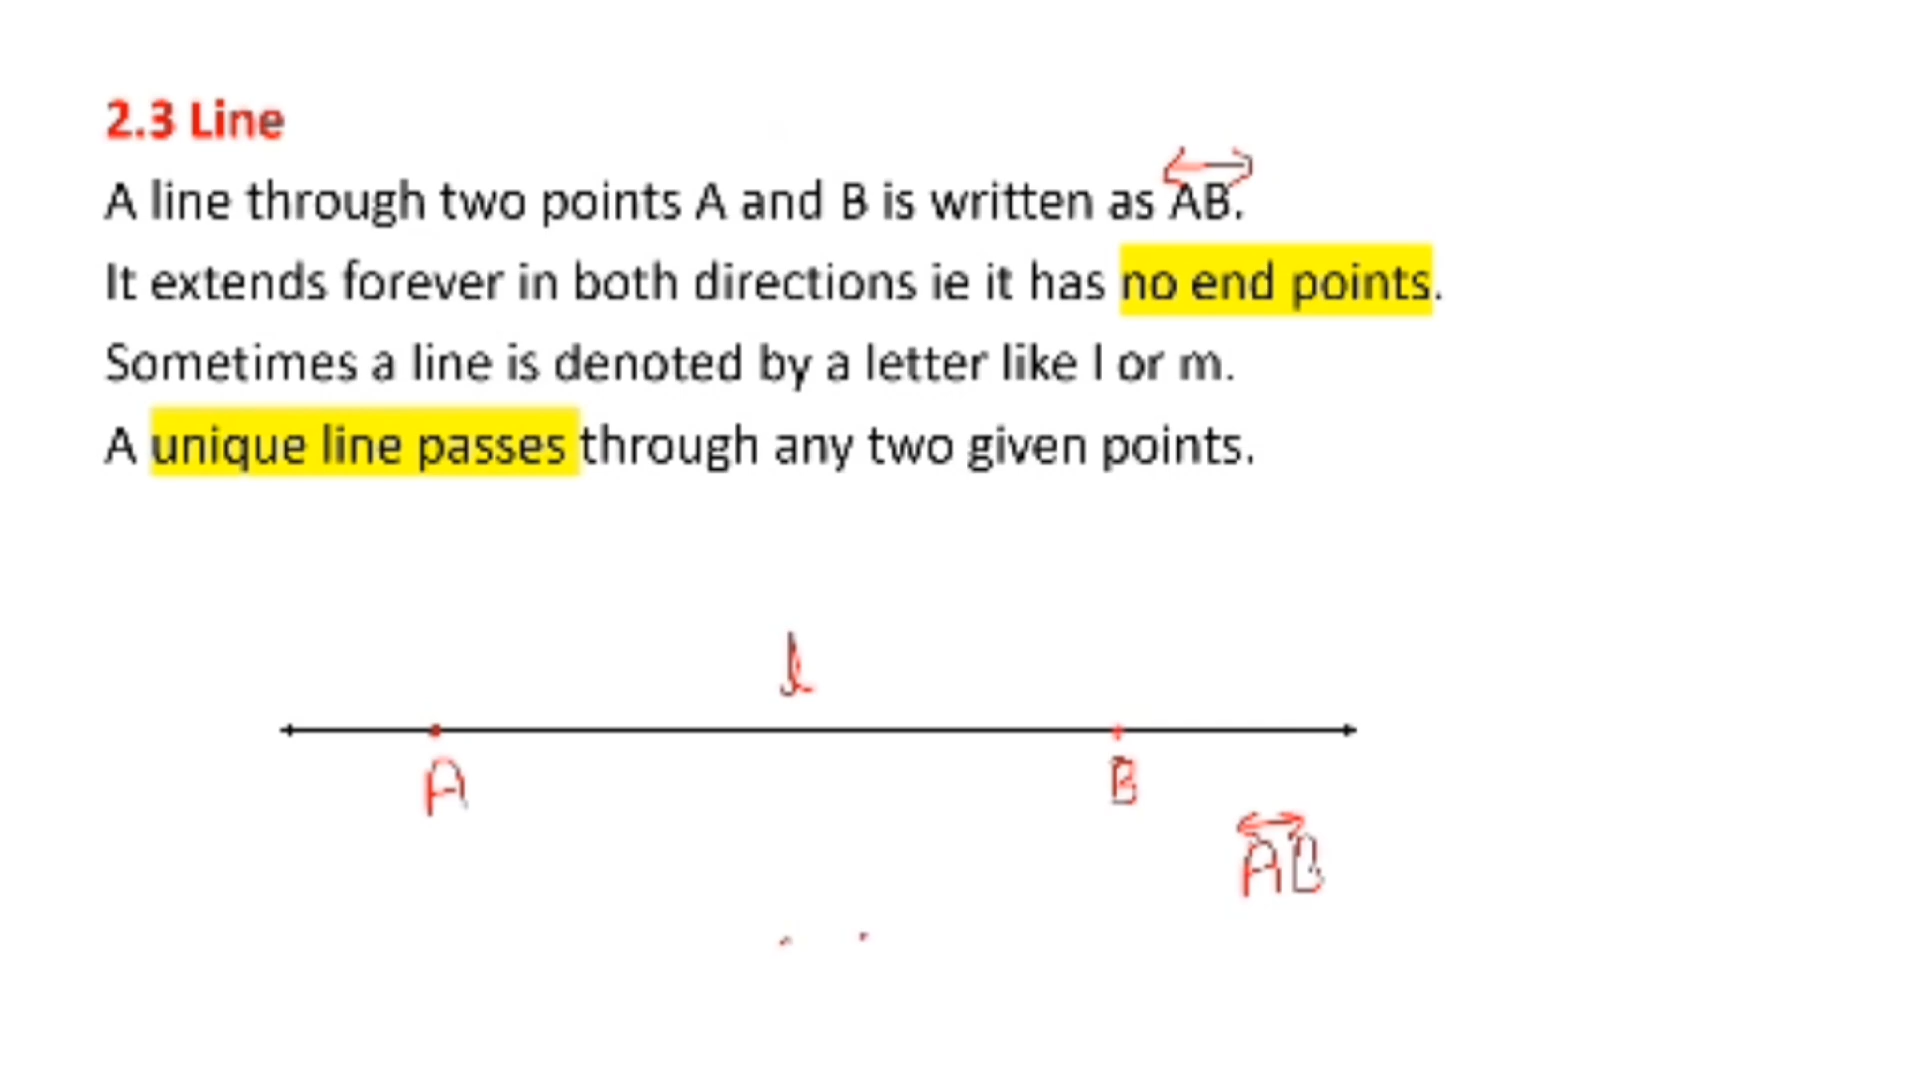 2.3 Line
A line through two points A and B is written as AB.
It extends forever in both directions ie it has no end points.
Sometimes a line is denoted by a letter like l or m.
A unique line passes through any two given points.
l
A
B
AB